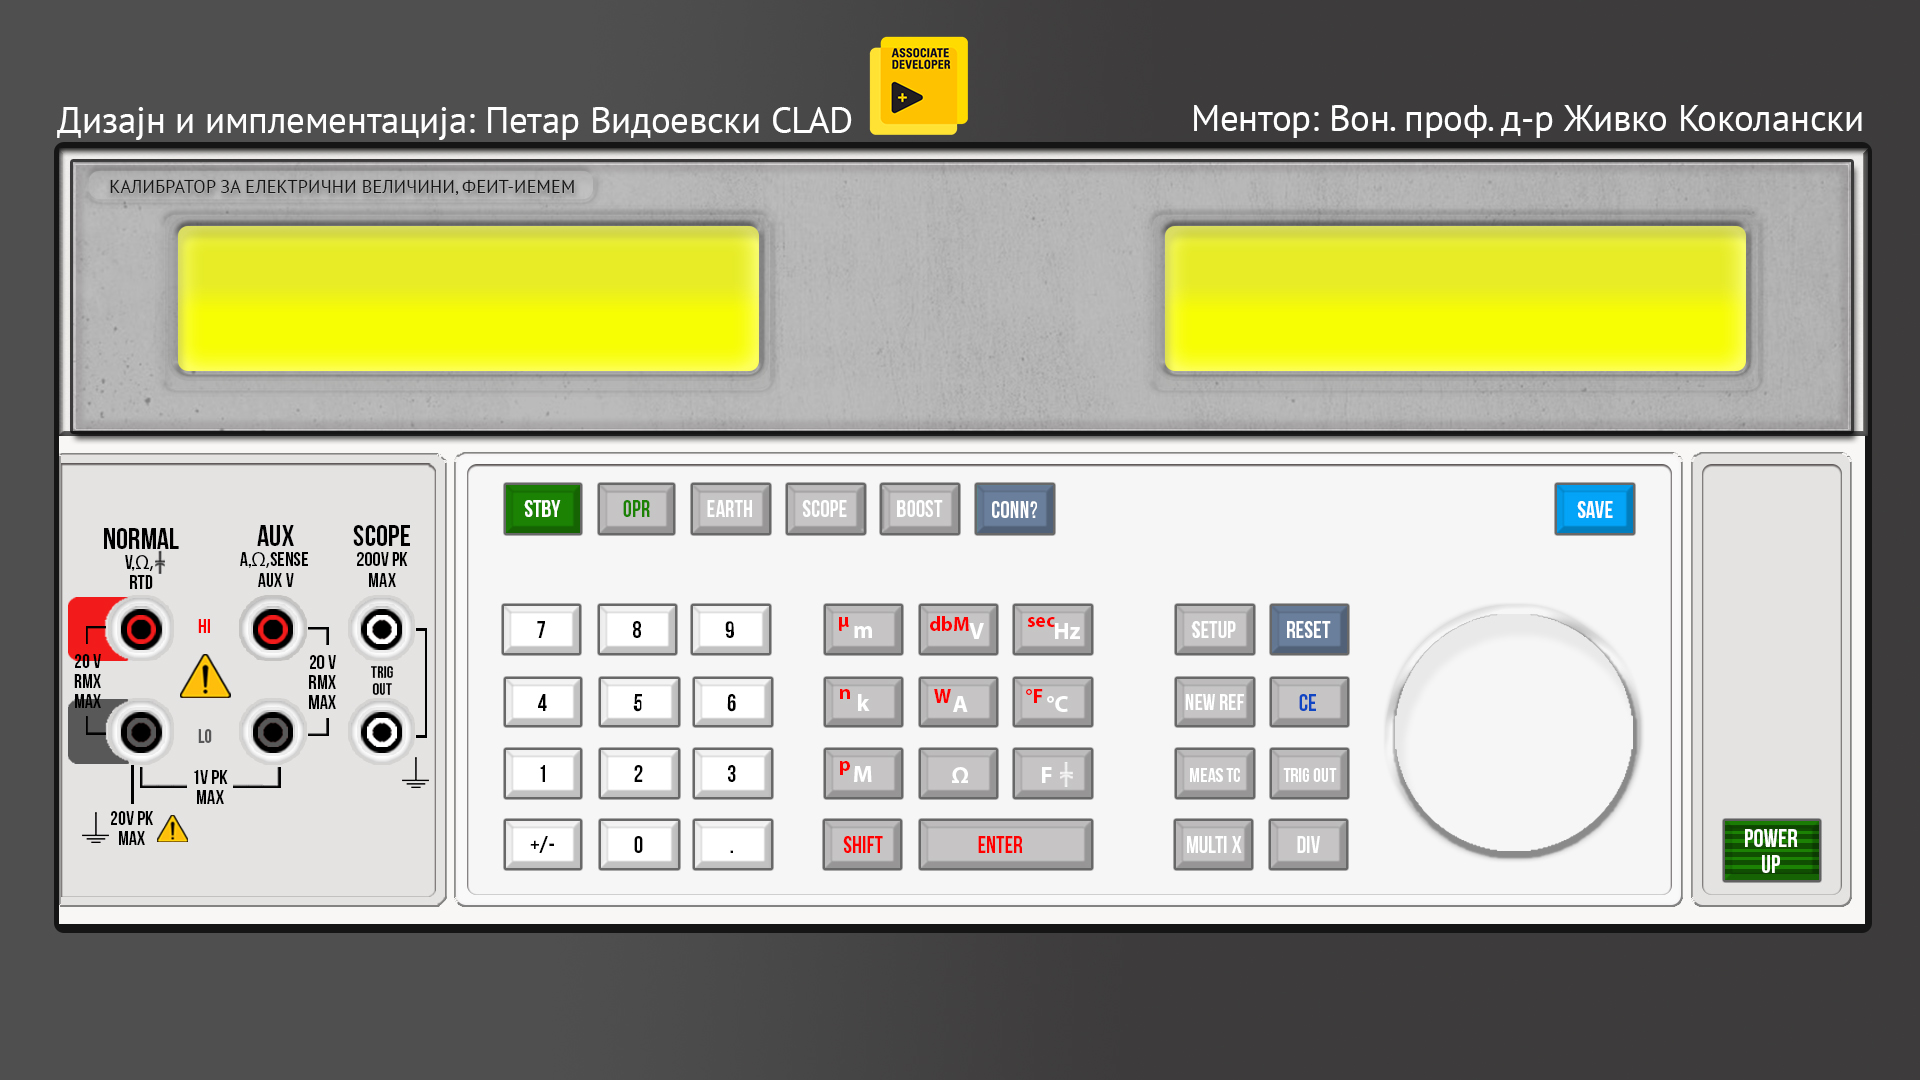 ASSOCIATE
DEVELOPER
Дизајн и имплементација: Петар Видоевски CLAD
Ментор: Вон. проф. д-р Живко Коколански
КАЛИБРАТОР ЗА ЕЛЕКТРИЧНИ ВЕЛИЧИНИ, ФЕИТ-ИЕМЕМ
NORMAL
V,Ω,
RTD
AUX
A,Ω,SENSE
AUX V
SCOPE
200V PK
MAX
HI
20 V
RMX
MAX
20 V
RMX
MAX
TRIG
OUT
LO
1V PK
MAX
20V PK
MAX
STBY
OPR
EARTH
SCOPE
BOOST
CONN?
SAVE
7
8
9
µ m
dbM V
sec Hz
SETUP
RESET
4
5
6
n k
W A
°F °C
NEW REF
CE
1
2
3
p M
Ω
F
MEAS TC
TRIG OUT
+/-
0
.
SHIFT
ENTER
MULTI X
DIV
POWER
UP